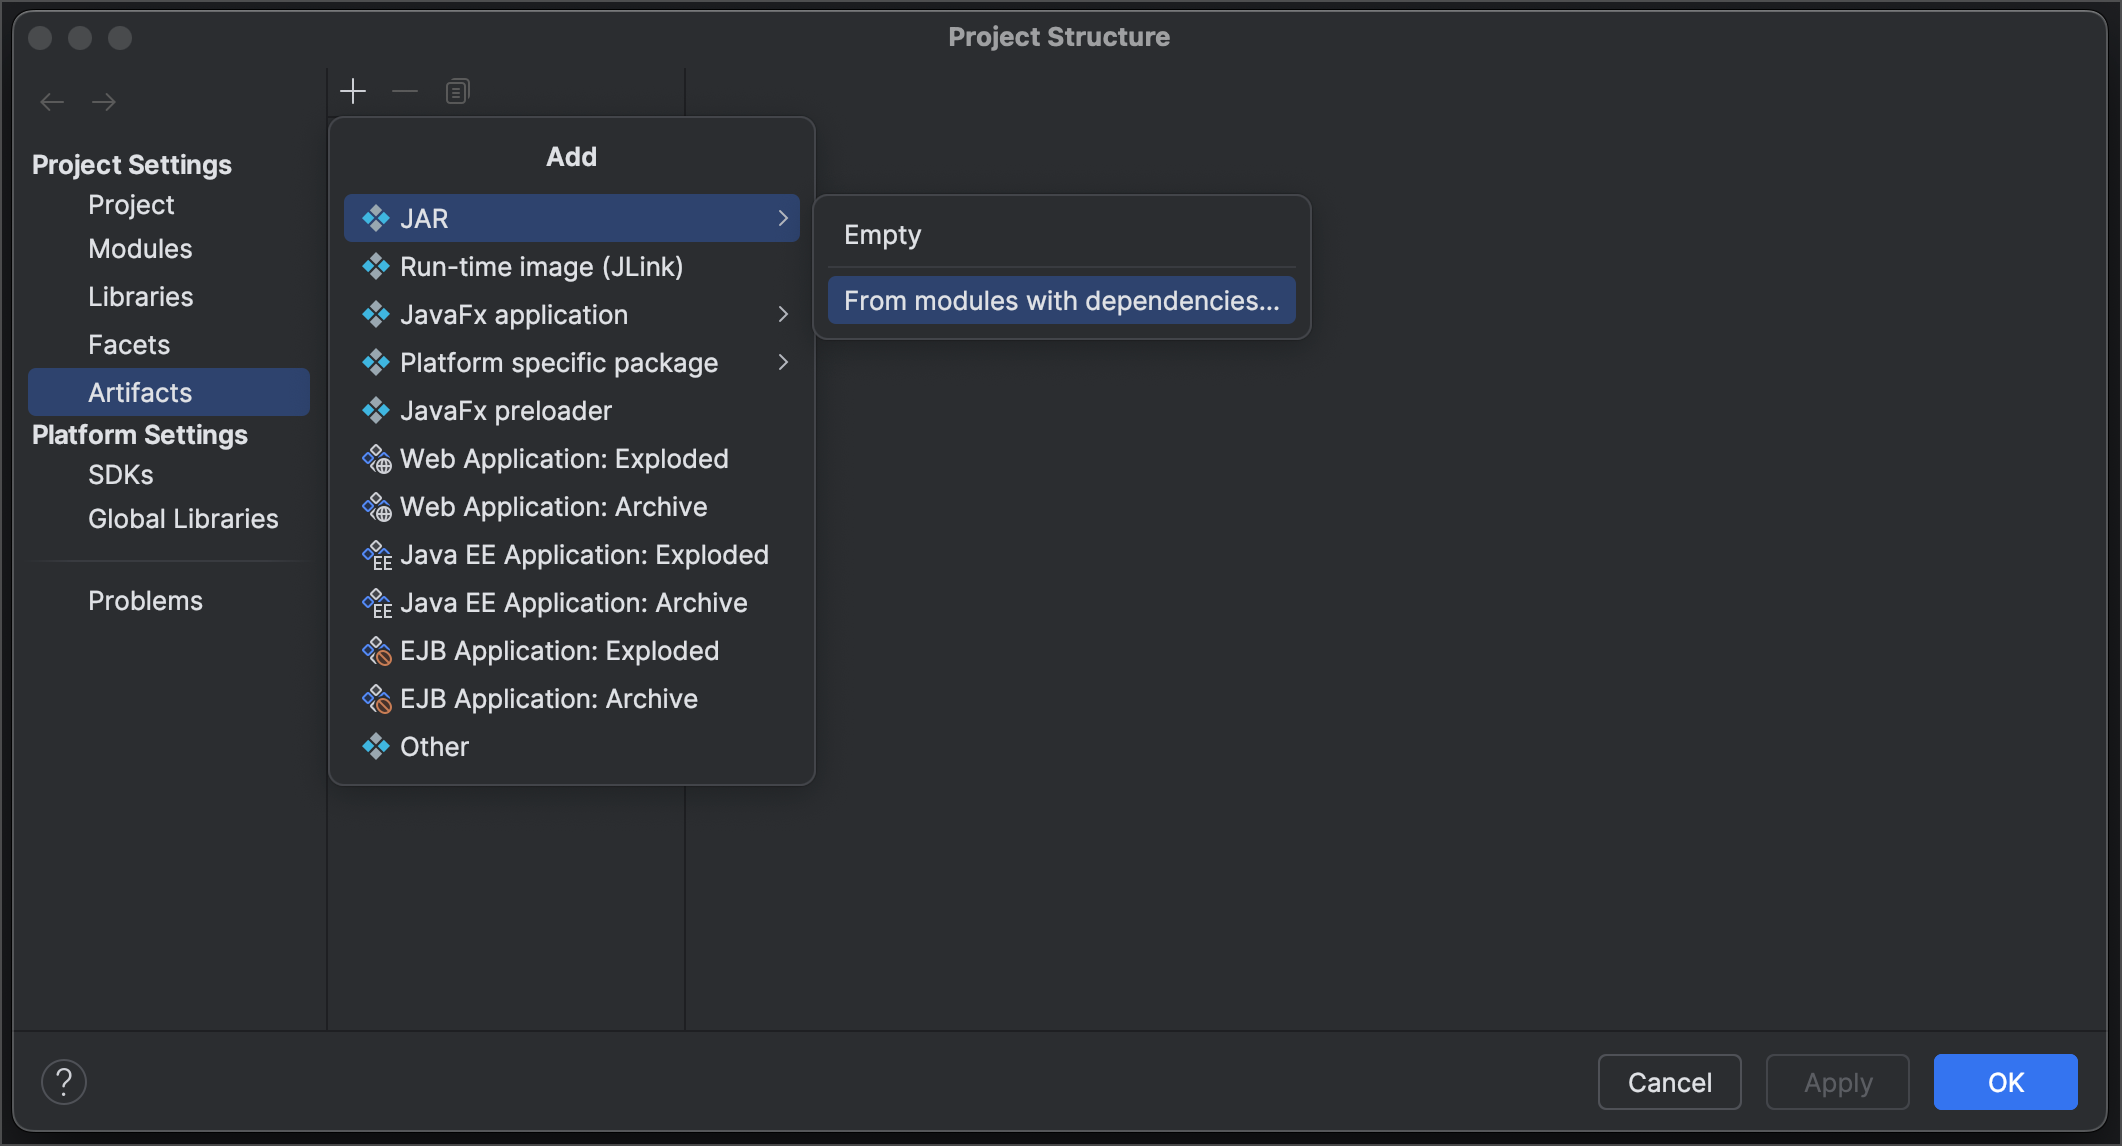 Project Structure
Project Settings
Project
Modules
Libraries
Facets
Artifacts
Platform Settings
SDKs
Global Libraries
Problems
Add
JAR
Run-time image (JLink)
JavaFx application
Platform specific package
JavaFx preloader
Web Application: Exploded
Web Application: Archive
Java EE Application: Exploded
Java EE Application: Archive
EJB Application: Exploded
EJB Application: Archive
Other
Empty
From modules with dependencies...
?
Cancel
Apply
OK